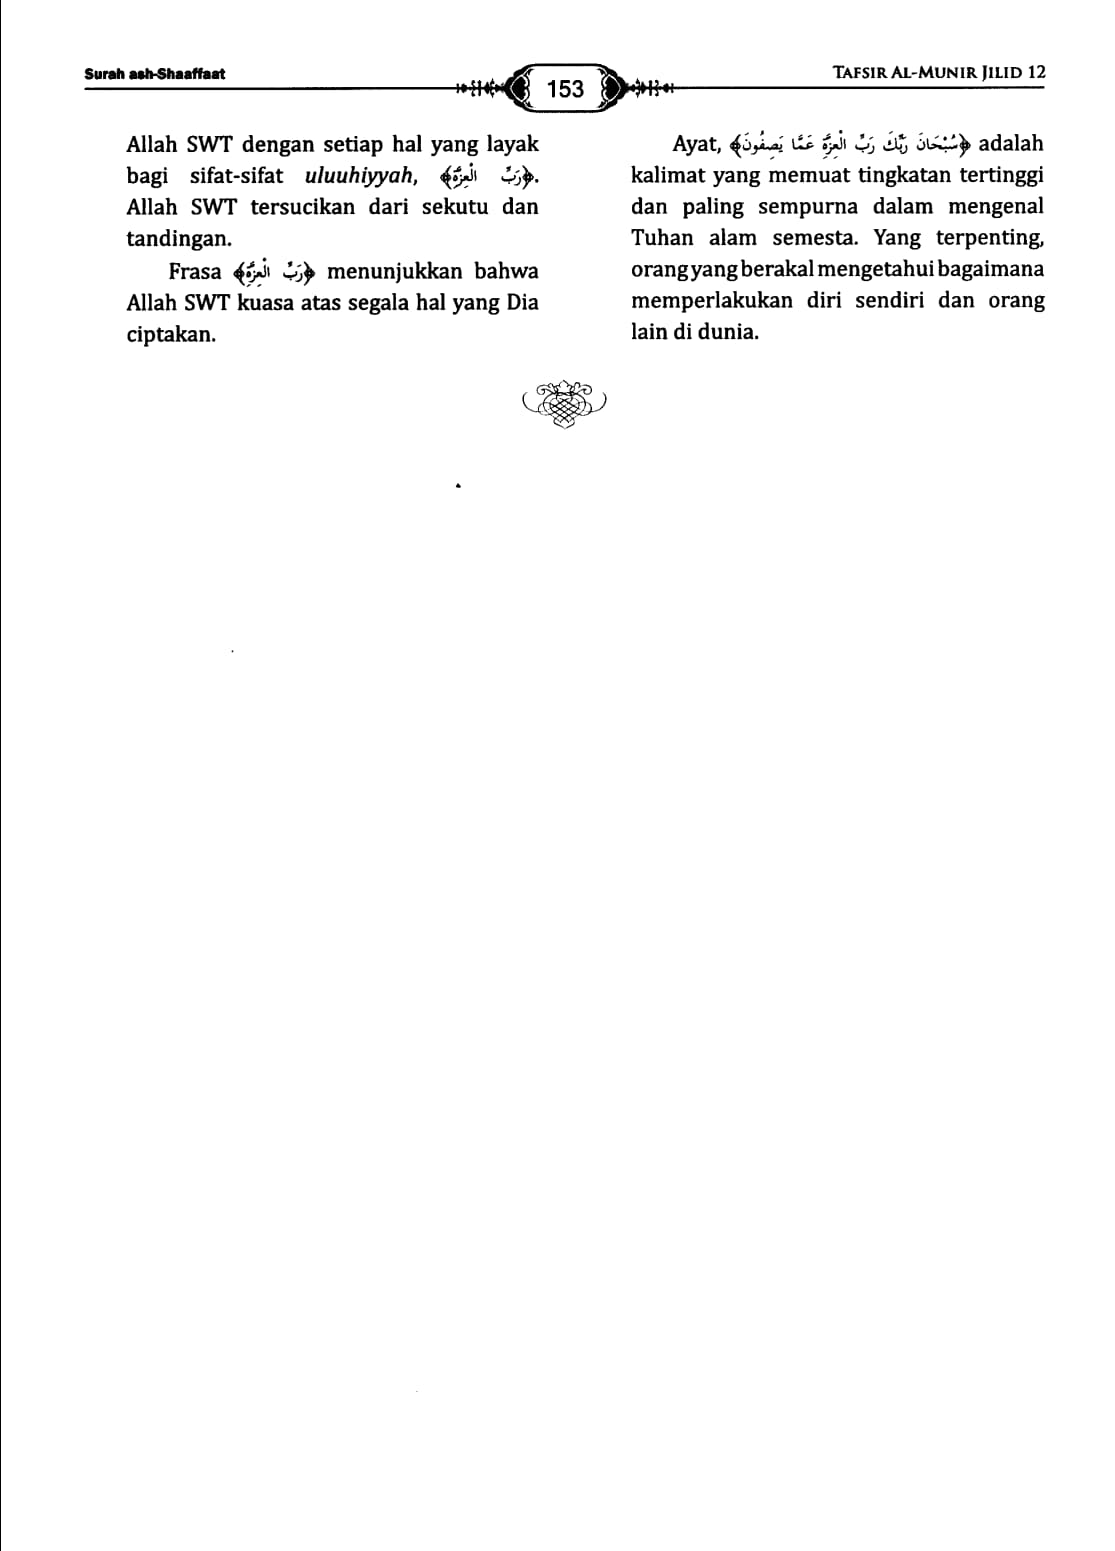 Surah ash-Shaaffaat
153
TAFSIR AL-MUNIR JILID 12
Allah SWT dengan setiap hal yang layak
bagi sifat-sifat uluuhiyyah, ﴿رَبِّ الْعِزَّةِ﴾.
Allah SWT tersucikan dari sekutu dan
tandingan.
Frasa ﴿رَبِّ الْعِزَّةِ﴾ menunjukkan bahwa
Allah SWT kuasa atas segala hal yang Dia
ciptakan.
Ayat, ﴿سُبْحَانَ رَبِّكَ رَبِّ الْعِزَّةِ عَمَّا يَصِفُونَ﴾ adalah
kalimat yang memuat tingkatan tertinggi
dan paling sempurna dalam mengenal
Tuhan alam semesta. Yang terpenting,
orang yang berakal mengetahui bagaimana
memperlakukan diri sendiri dan orang
lain di dunia.